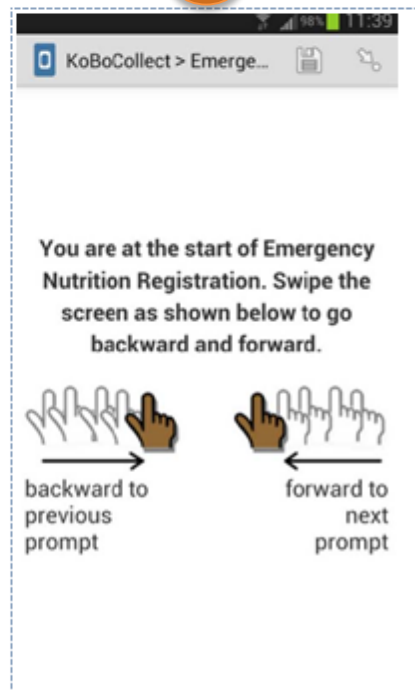 98% 11:39
KoBoCollect > Emerge...
You are at the start of Emergency
Nutrition Registration. Swipe the
screen as shown below to go
backward and forward.
backward to
previous
prompt
forward to
next
prompt